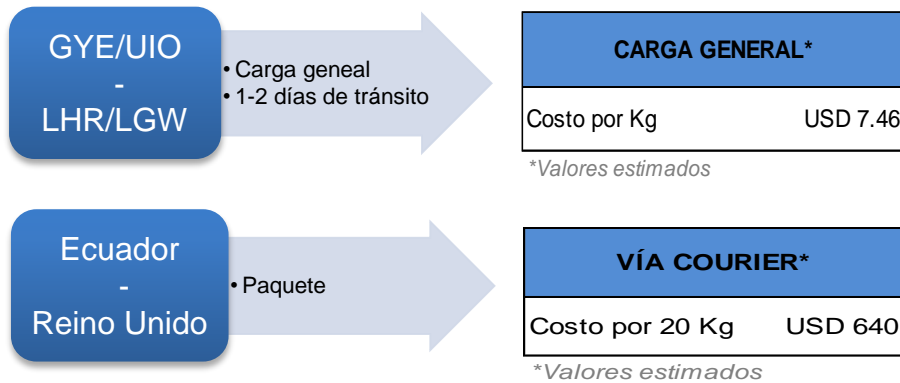 GYE/UIO
-
LHR/LGW
• Carga geneal
• 1-2 días de tránsito
CARGA GENERAL*
Costo por Kg USD 7.46
*Valores estimados
Ecuador
-
Reino Unido
• Paquete
VÍA COURIER*
Costo por 20 Kg USD 640
*Valores estimados